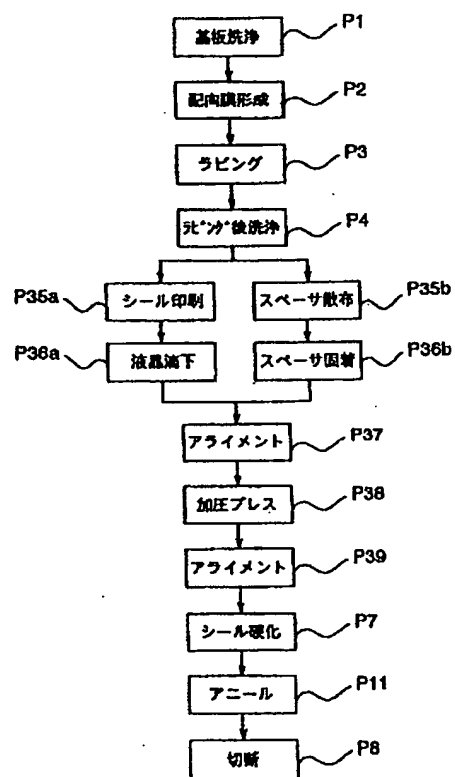 基板洗浄 P1
配向膜形成 P2
ラビング P3
ラビング後洗浄 P4
P35a シール印刷 スペーサ散布 P35b
P36a 液晶滴下 スペーサ固着 P36b
アライメント P37
加圧プレス P38
アライメント P39
シール硬化 P7
アニール P11
切断 P8